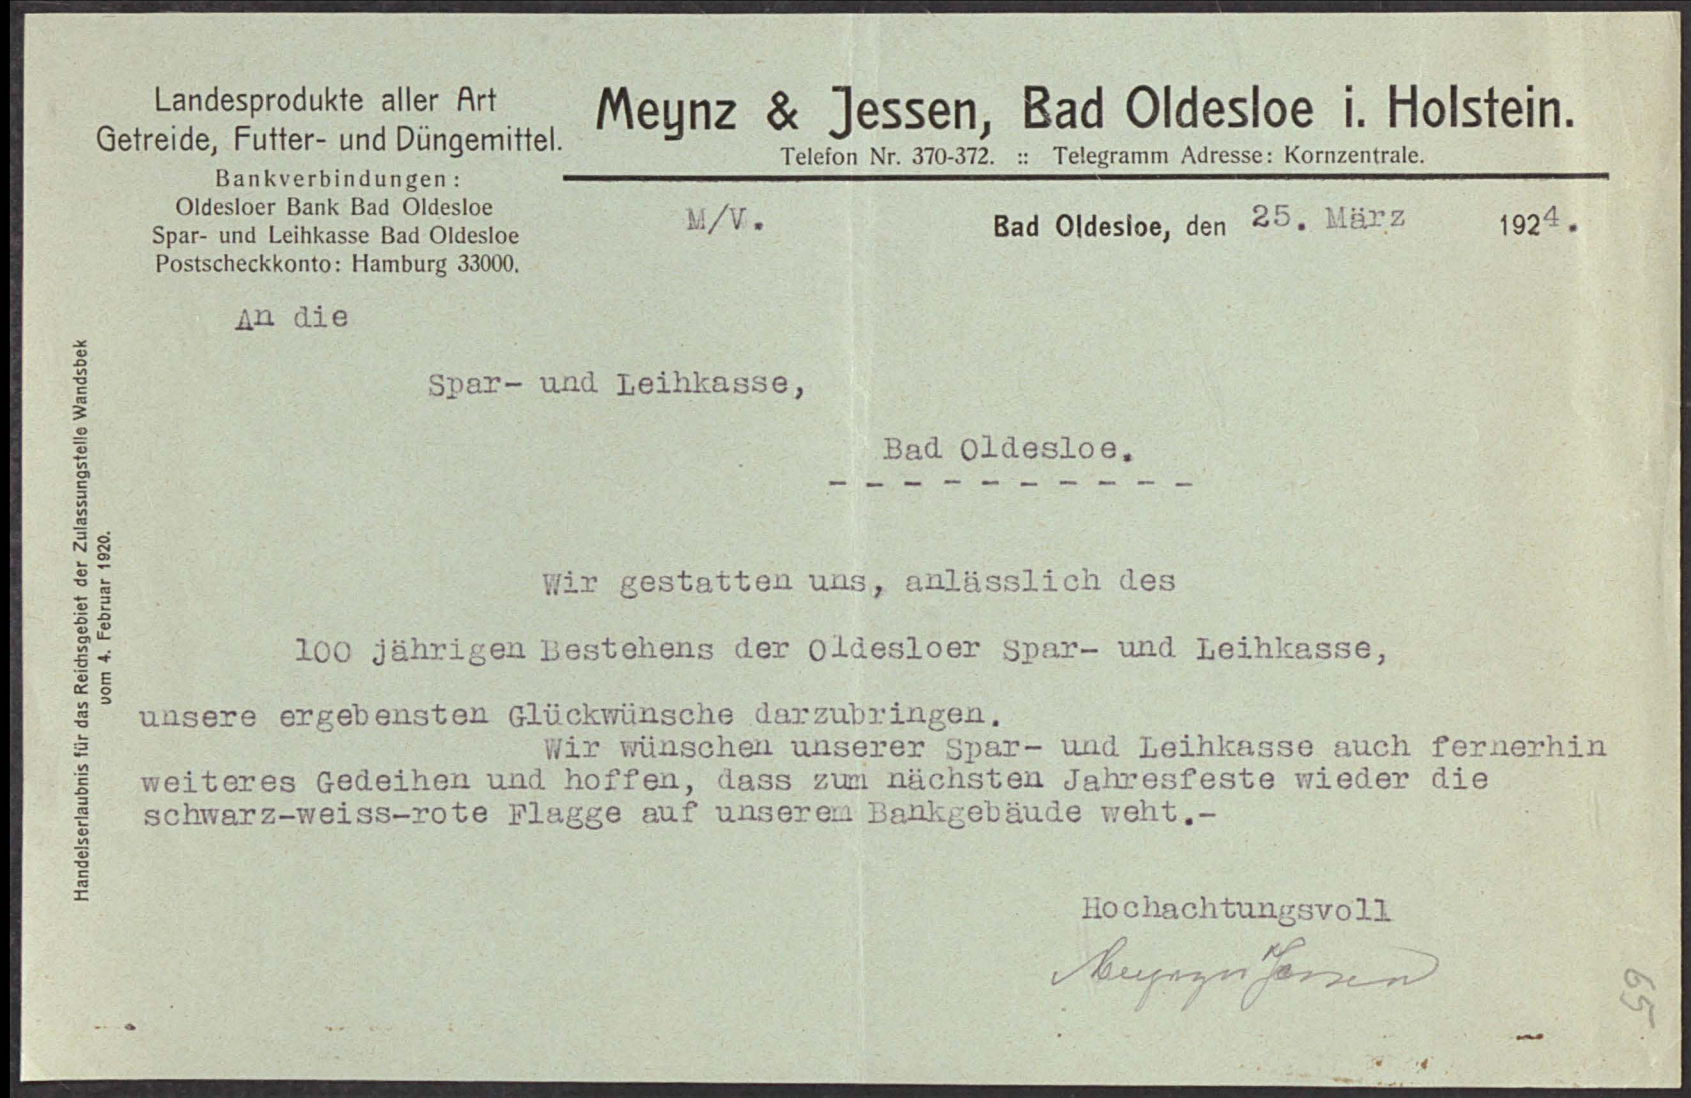 Landesprodukte aller Art
Getreide, Futter- und Düngemittel.
Bankverbindungen:
Oldesloer Bank Bad Oldesloe
Spar- und Leihkasse Bad Oldesloe
Postscheckkonto: Hamburg 33000.
Meynz & Jessen, Bad Oldesloe i. Holstein.
Telefon Nr. 370-372. :: Telegramm Adresse: Kornzentrale.
M/V.
Bad Oldesloe, den 25. März 1924.
An die
Spar- und Leihkasse,
Bad Oldesloe.
Wir gestatten uns, anlässlich des
100 jährigen Bestehens der Oldesloer Spar- und Leihkasse,
unsere ergebensten Glückwünsche darzubringen.
Wir wünschen unserer Spar- und Leihkasse auch fernerhin
weiteres Gedeihen und hoffen, dass zum nächsten Jahresfeste wieder die
schwarz-weiss-rote Flagge auf unserem Bankgebäude weht.-
Hochachtungsvoll
Meynz u Jessen
65
Handelserlaubnis für das Reichsgebiet der Zulassungstelle Wandsbek
vom 4. Februar 1920.